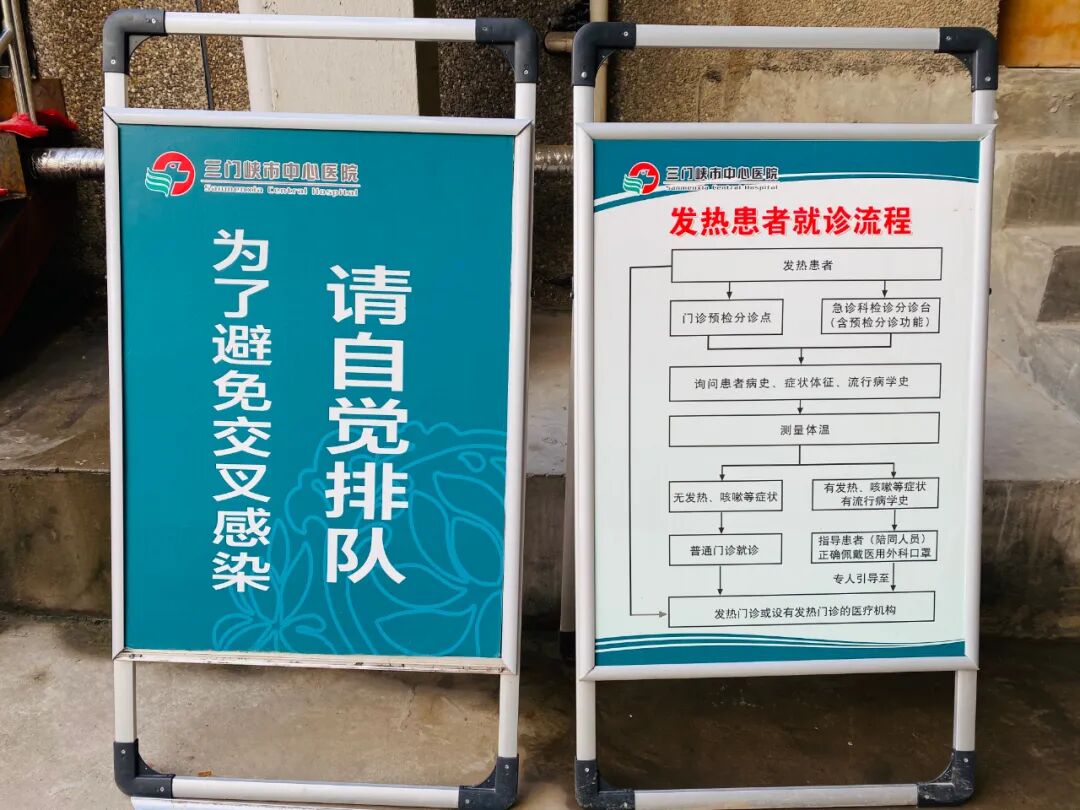 三门峡市中心医院
Sanmenxia Central Hospital
为了避免交叉感染
请自觉排队
三门峡市中心医院
Sanmenxia Central Hospital
发热患者就诊流程
发热患者
门诊预检分诊点
急诊科检诊分诊台
(含预检分诊功能)
询问患者病史、症状体征、流行病学史
测量体温
无发热、咳嗽等症状
有发热、咳嗽等症状
有流行病学史
普通门诊就诊
指导患者(陪同人员)
正确佩戴医用外科口罩
专人引导至
发热门诊或设有发热门诊的医疗机构